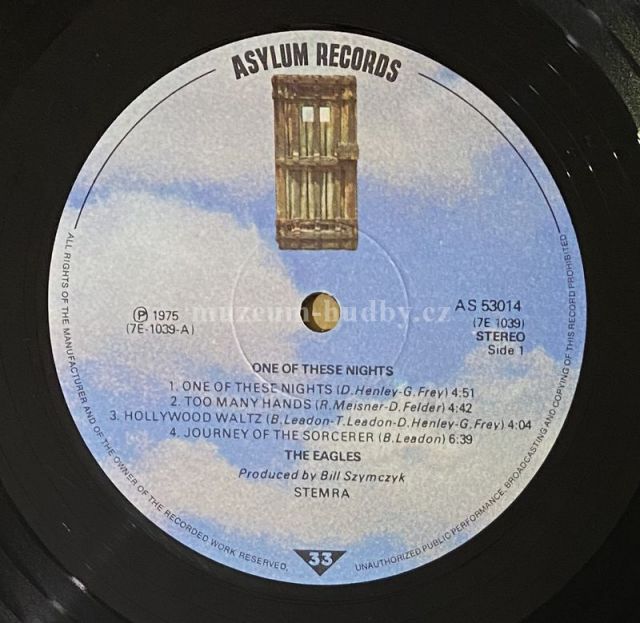 ASYLUM RECORDS
℗ 1975
(7E-1039-A)
AS 53014
(7E 1039)
STEREO
Side 1
muzeum-hudby.cz
ONE OF THESE NIGHTS
1. ONE OF THESE NIGHTS (D. Henley-G. Frey) 4:51
2. TOO MANY HANDS (R. Meisner-D. Felder) 4:42
3. HOLLYWOOD WALTZ (B. Leadon-T. Leadon-D. Henley-G. Frey) 4:04
4. JOURNEY OF THE SORCERER (B. Leadon) 6:39
THE EAGLES
Produced by Bill Szymczyk
STEMRA
33
ALL RIGHTS OF THE MANUFACTURER AND OF THE OWNER OF THE RECORDED WORK RESERVED.
UNAUTHORIZED PUBLIC PERFORMANCE, BROADCASTING AND COPYING OF THIS RECORD PROHIBITED.